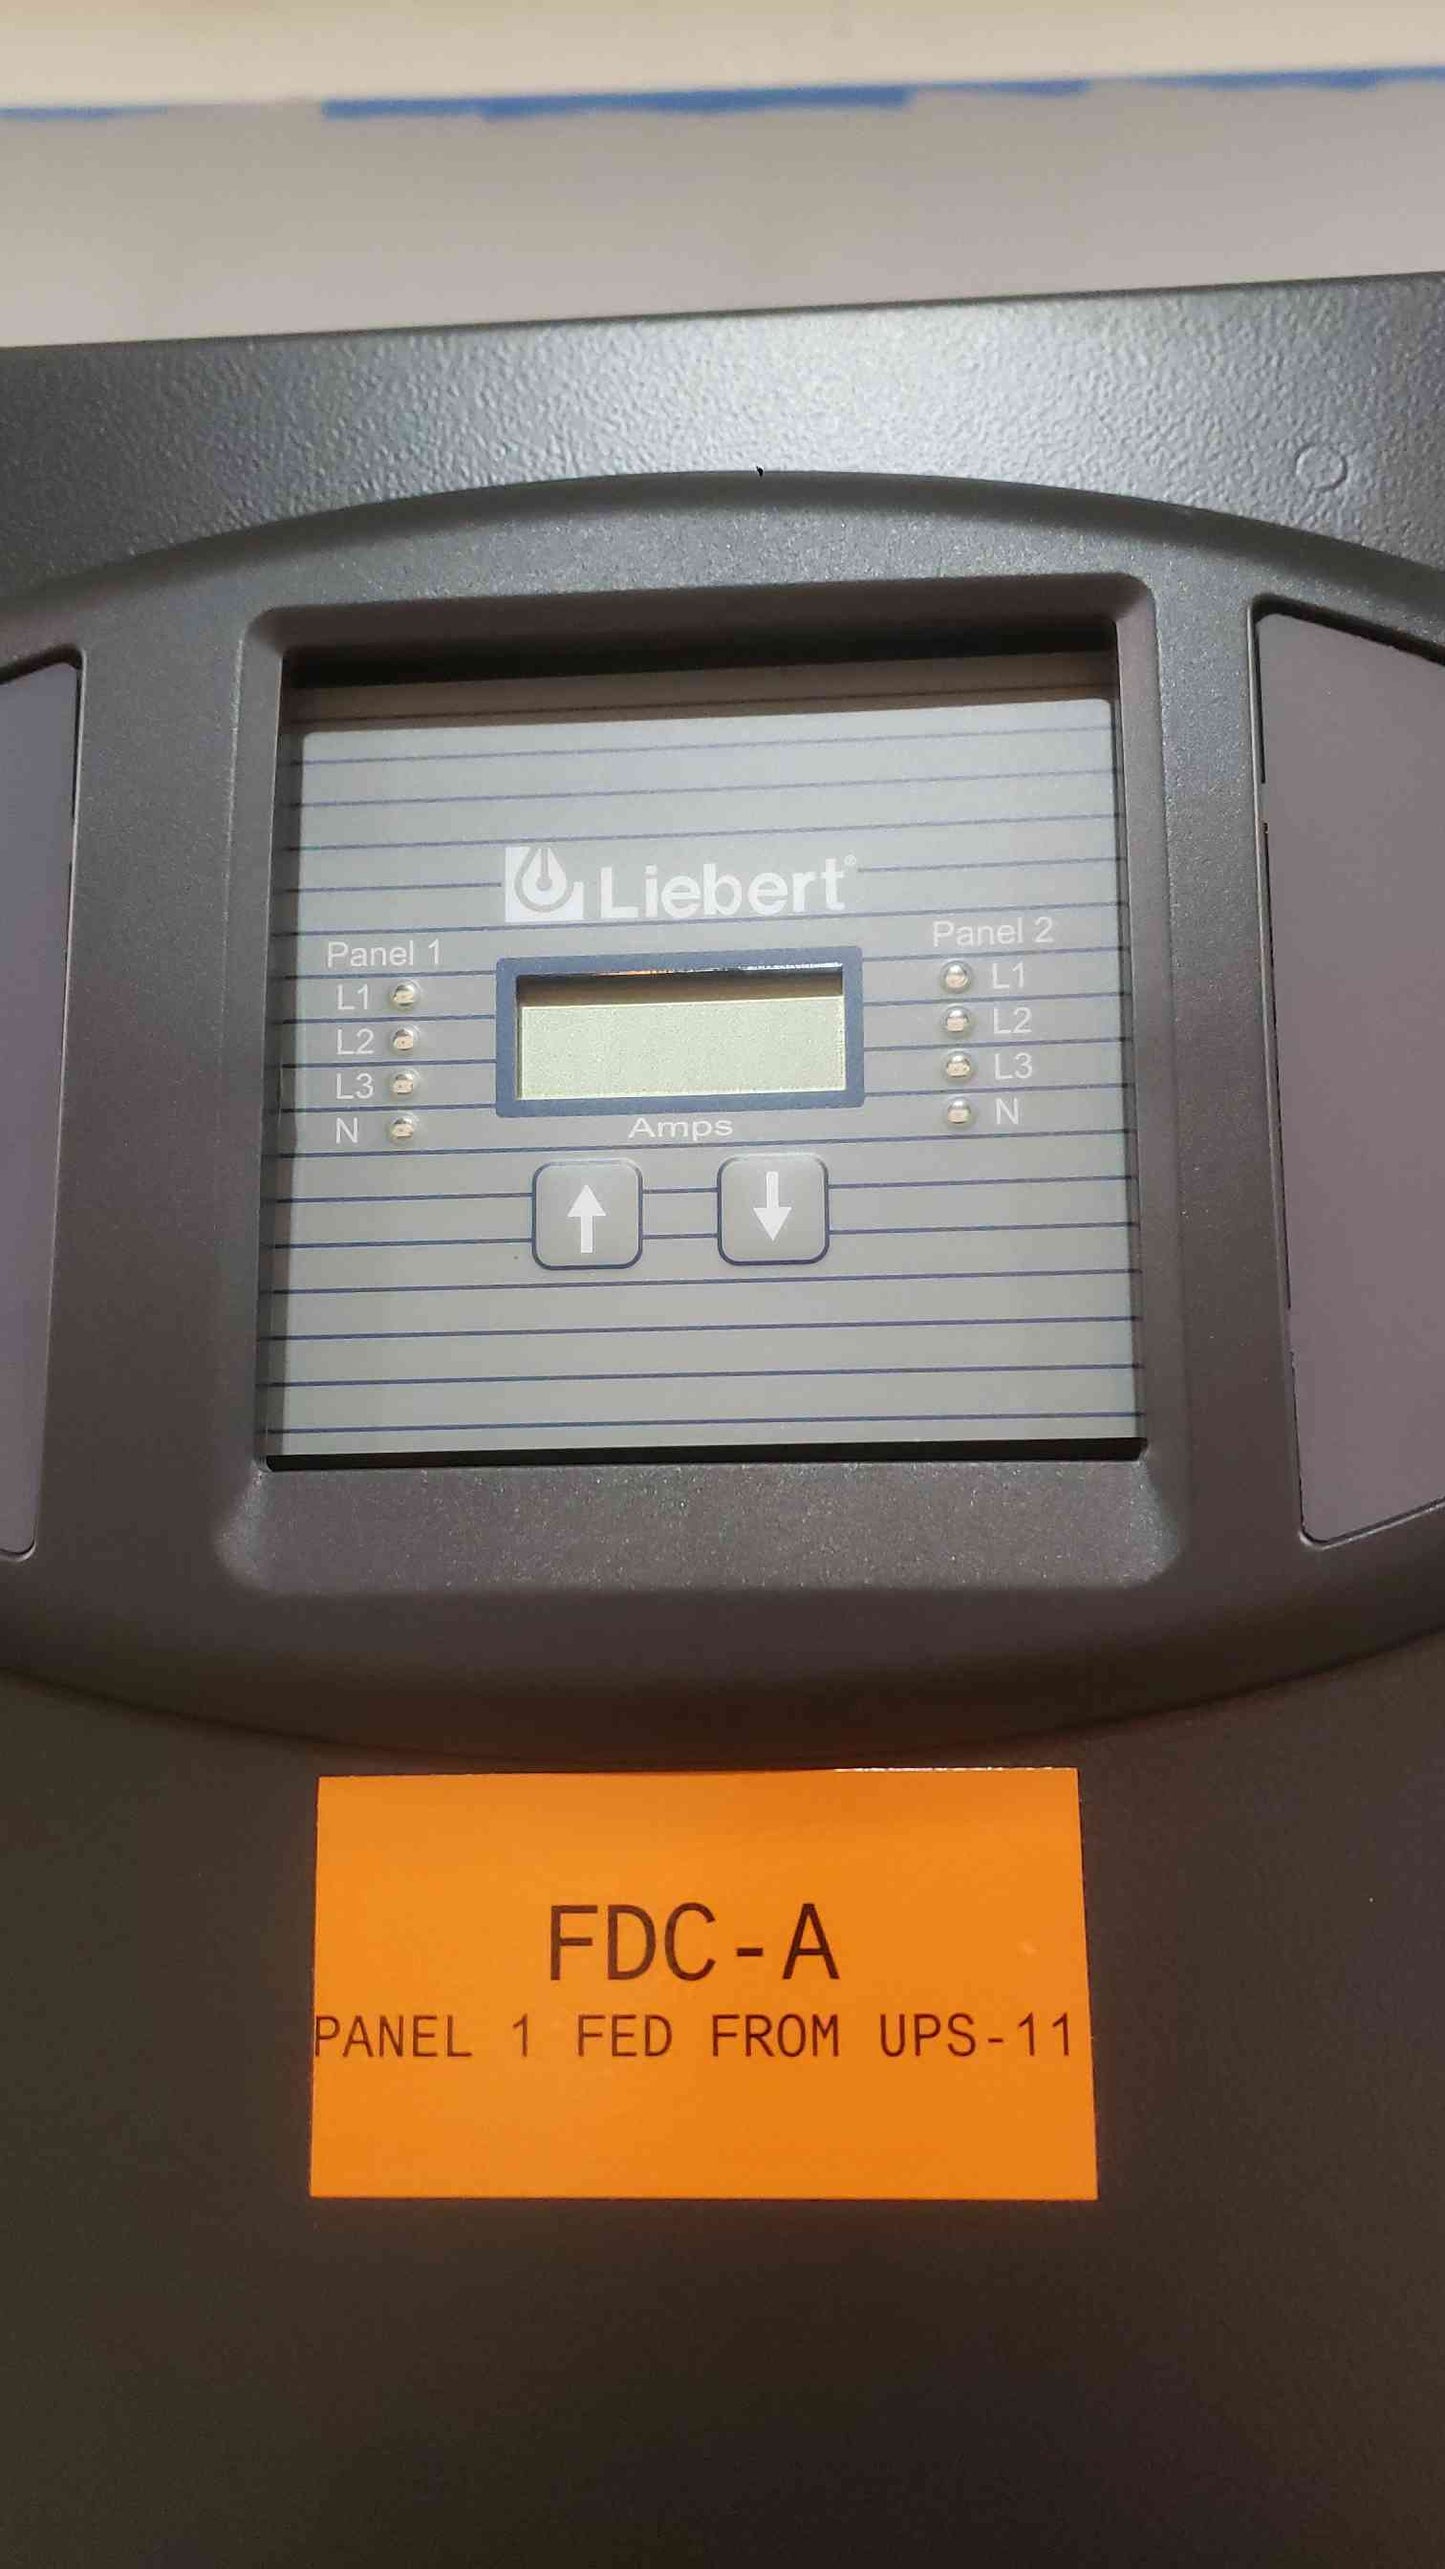 Liebert®
Panel 1
L1
L2
L3
N
Amps
Panel 2
L1
L2
L3
N
FDC-A
PANEL 1 FED FROM UPS-11